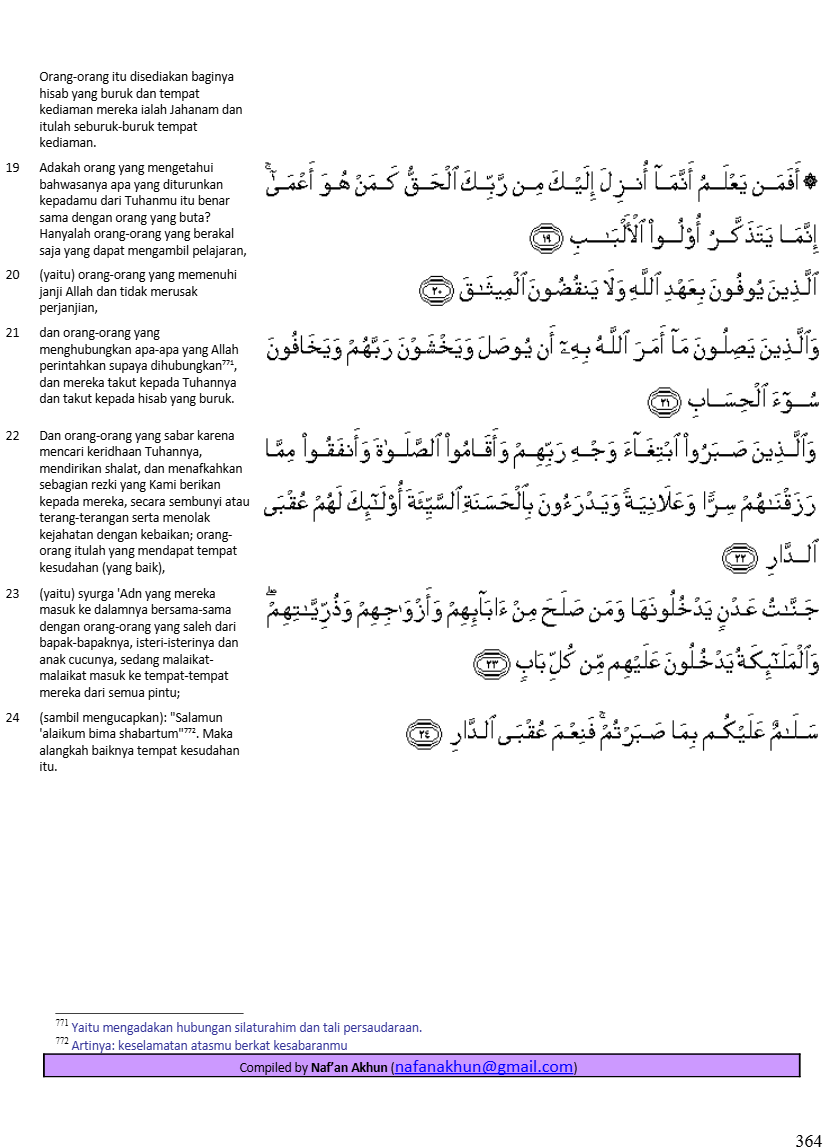 Orang-orang itu disediakan baginya
hisab yang buruk dan tempat
kediaman mereka ialah Jahanam dan
itulah seburuk-buruk tempat
kediaman.
19 Adakah orang yang mengetahui
bahwasanya apa yang diturunkan
kepadamu dari Tuhanmu itu benar
sama dengan orang yang buta?
Hanyalah orang-orang yang berakal
saja yang dapat mengambil pelajaran,
۞ أَفَمَن يَعْلَمُ أَنَّمَآ أُنزِلَ إِلَيْكَ مِن رَّبِّكَ ٱلْحَقُّ كَمَنْ هُوَ أَعْمَىٰٓ ۚ
إِنَّمَا يَتَذَكَّرُ أُوْلُوا۟ ٱلْأَلْبَـٰبِ ١٩
20 (yaitu) orang-orang yang memenuhi
janji Allah dan tidak merusak
perjanjian,
ٱلَّذِينَ يُوفُونَ بِعَهْدِ ٱللَّهِ وَلَا يَنقُضُونَ ٱلْمِيثَـٰقَ ٢٠
21 dan orang-orang yang
menghubungkan apa-apa yang Allah
perintahkan supaya dihubungkan771,
dan mereka takut kepada Tuhannya
dan takut kepada hisab yang buruk.
وَٱلَّذِينَ يَصِلُونَ مَآ أَمَرَ ٱللَّهُ بِهِۦٓ أَن يُوصَلَ وَيَخْشَوْنَ رَبَّهُمْ وَيَخَافُونَ
سُوٓءَ ٱلْحِسَابِ ٢١
22 Dan orang-orang yang sabar karena
mencari keridhaan Tuhannya,
mendirikan shalat, dan menafkahkan
sebagian rezki yang Kami berikan
kepada mereka, secara sembunyi atau
terang-terangan serta menolak
kejahatan dengan kebaikan; orang-
orang itulah yang mendapat tempat
kesudahan (yang baik),
وَٱلَّذِينَ صَبَرُوا۟ ٱبْتِغَآءَ وَجْهِ رَبِّهِمْ وَأَقَامُوا۟ ٱلصَّلَوٰةَ وَأَنفَقُوا۟ مِمَّا
رَزَقْنَـٰهُمْ سِرًّا وَعَلَانِيَةً وَيَدْرَءُونَ بِٱلْحَسَنَةِ ٱلسَّيِّئَةَ أُوْلَـٰٓئِكَ لَهُمْ عُقْبَى
ٱلدَّارِ ٢٢
23 (yaitu) syurga 'Adn yang mereka
masuk ke dalamnya bersama-sama
dengan orang-orang yang saleh dari
bapak-bapaknya, isteri-isterinya dan
anak cucunya, sedang malaikat-
malaikat masuk ke tempat-tempat
mereka dari semua pintu;
جَنَّـٰتُ عَدْنٍ يَدْخُلُونَهَا وَمَن صَلَحَ مِنْ ءَابَآئِهِمْ وَأَزْوَٰجِهِمْ وَذُرِّيَّـٰتِهِمْ ۖ
وَٱلْمَلَـٰٓئِكَةُ يَدْخُلُونَ عَلَيْهِم مِّن كُلِّ بَابٍ ٢٣
24 (sambil mengucapkan): "Salamun
'alaikum bima shabartum"772. Maka
alangkah baiknya tempat kesudahan
itu.
سَلَـٰمٌ عَلَيْكُم بِمَا صَبَرْتُمْ ۚ فَنِعْمَ عُقْبَى ٱلدَّارِ ٢٤
771 Yaitu mengadakan hubungan silaturahim dan tali persaudaraan.
772 Artinya: keselamatan atasmu berkat kesabaranmu
Compiled by Naf'an Akhun (nafanakhun@gmail.com)
364